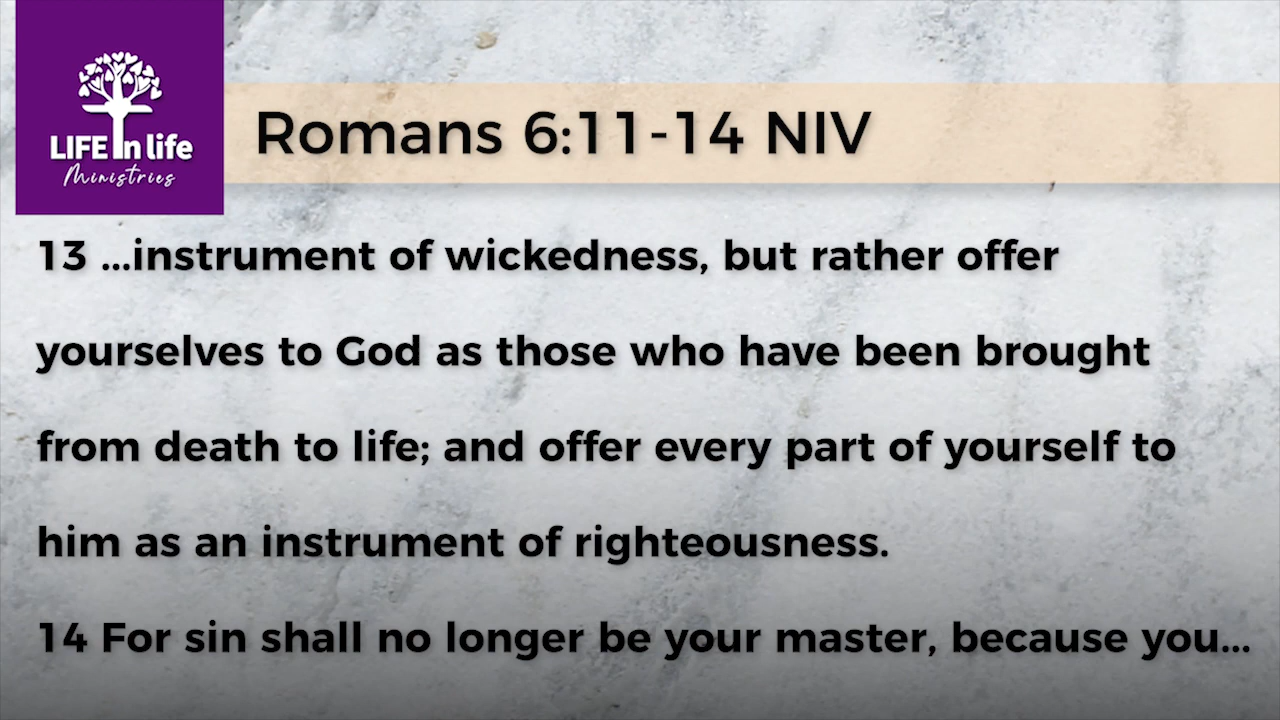 LIFE in life
Ministries
Romans 6:11-14 NIV
13 ...instrument of wickedness, but rather offer
yourselves to God as those who have been brought
from death to life; and offer every part of yourself to
him as an instrument of righteousness.
14 For sin shall no longer be your master, because you...